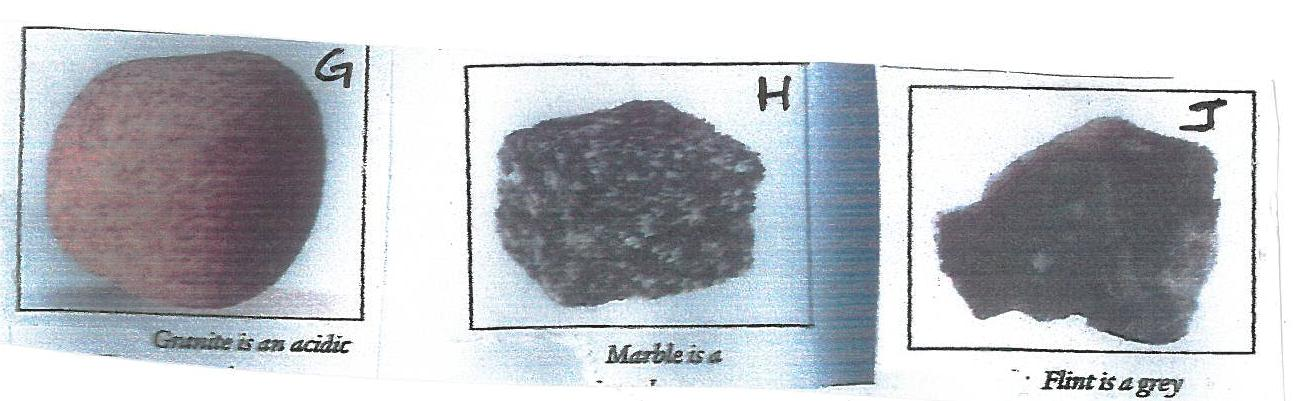 G
H
J
Granite is an acidic
Marble is a
Flint is a grey